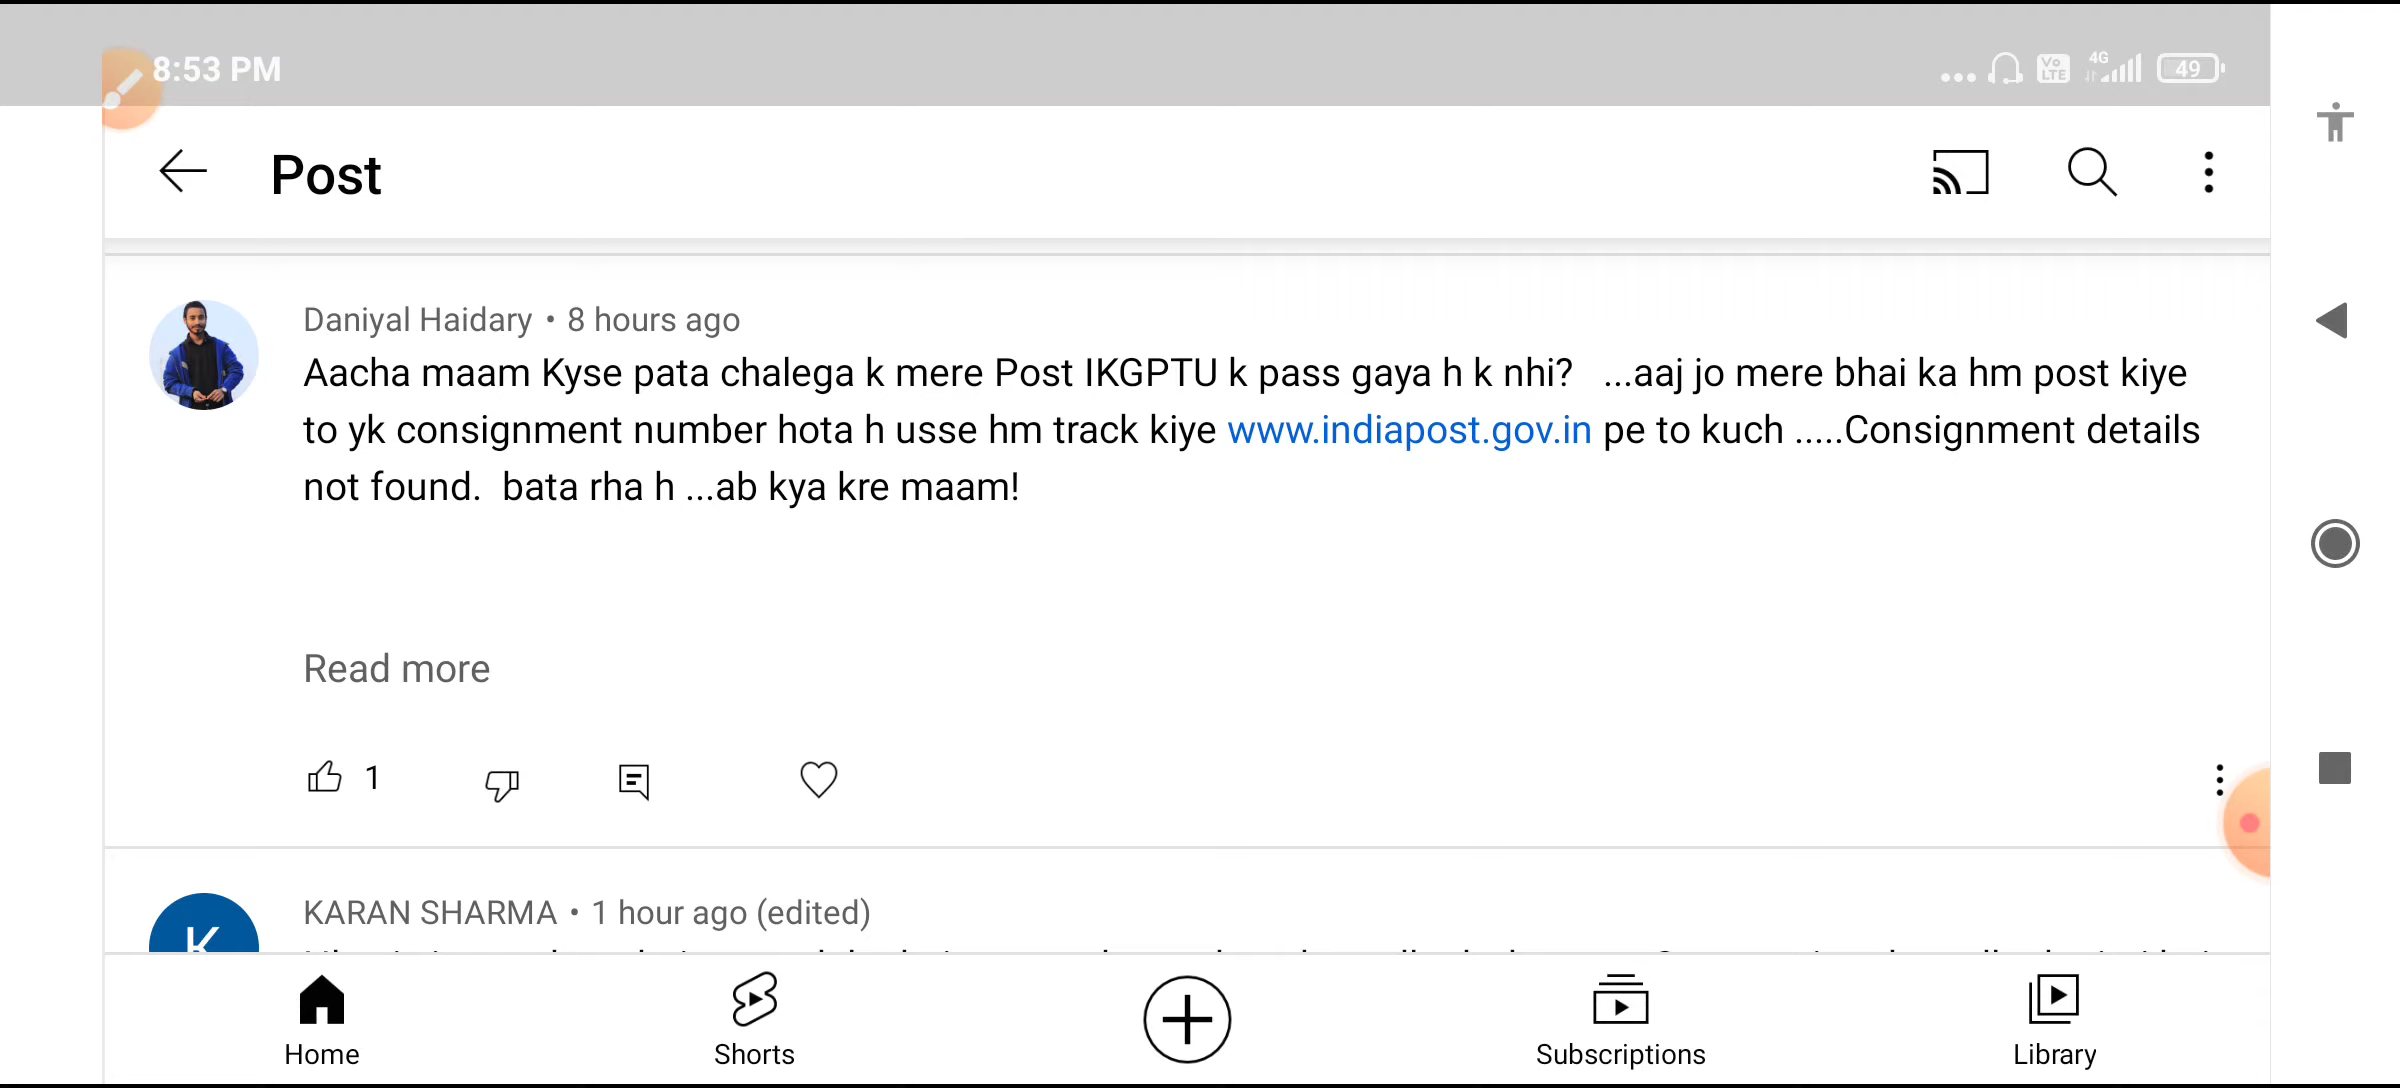 8:53 PM
Vo LTE 4G 49
Post
Daniyal Haidary • 8 hours ago
Aacha maam Kyse pata chalega k mere Post IKGPTU k pass gaya h k nhi?   ...aaj jo mere bhai ka hm post kiye
to yk consignment number hota h usse hm track kiye www.indiapost.gov.in pe to kuch .....Consignment details
not found.  bata rha h ...ab kya kre maam!
Read more
1
K
KARAN SHARMA • 1 hour ago (edited)
Home Shorts Subscriptions Library